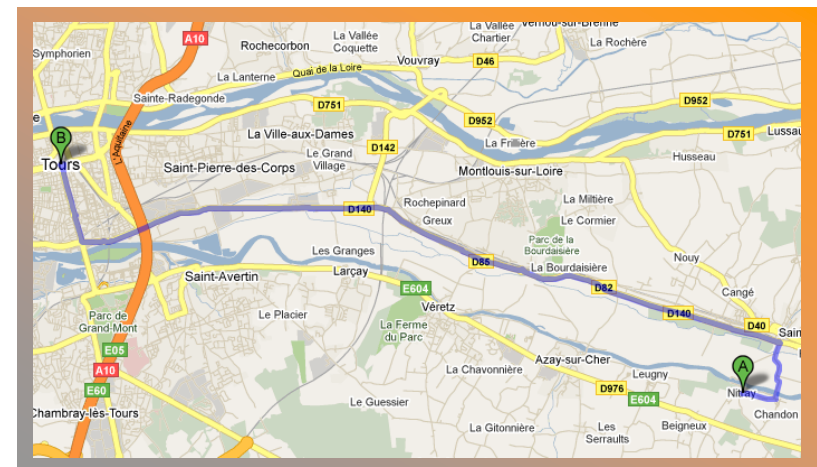 La Vallée
Chartier
Vernou-sur-Brenne
A10
La Vallée
Coquette
La Rochère
Rochecorbon
Symphorien
Vouvray
D46
Quai de la Loire
La Lanterne
Sainte-Radegonde
D952
D751
L'Aquitaine
D952
La Ville-aux-Dames
D751
Lussau
B
La Frillière
D142
Le Grand
Village
Husseau
Tours
Saint-Pierre-des-Corps
Montlouis-sur-Loire
La Miltière
Rochepinard
D140
Greux
Le Cormier
Parc de la
Bourdaisière
Les Granges
Nouy
D85
La Bourdaisière
Saint-Avertin
Larçay
E604
D82
Cangé
Véretz
Parc de
Grand-Mont
Le Placier
D140
La Ferme
du Parc
D40
Sain
E05
Azay-sur-Cher
A10
La Chavonnière
A
Leugny
E60
D976
Nitray
E604
Le Guessier
Chambray-lès-Tours
Chandon
La Gitonnière
Les
Serraults
Beigneux